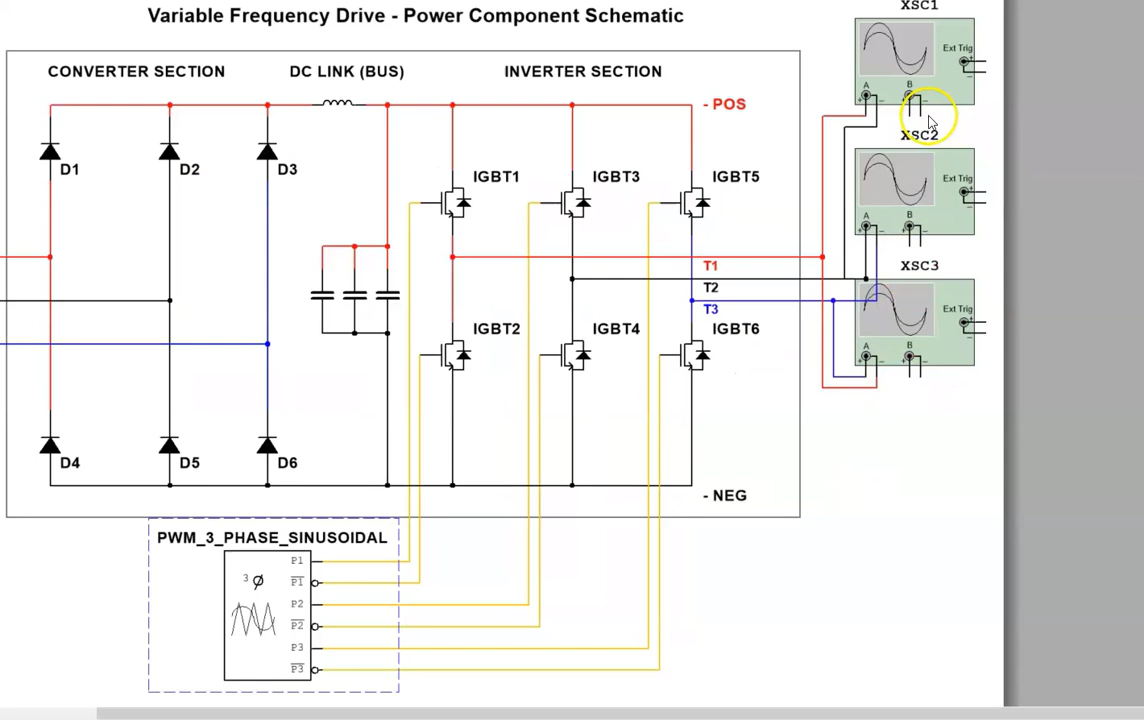 Variable Frequency Drive - Power Component Schematic
XSC1
CONVERTER SECTION
DC LINK (BUS)
INVERTER SECTION
Ext Trig
+
-
A
B
+
-
+
-
- POS
XSC2
D1
D2
D3
IGBT1
IGBT3
IGBT5
Ext Trig
+
-
A
B
+
-
+
-
T1
XSC3
T2
T3
Ext Trig
+
-
IGBT2
IGBT4
IGBT6
A
B
+
-
+
-
D4
D5
D6
- NEG
PWM_3_PHASE_SINUSOIDAL
P1
3 Ø
P1
P2
P2
P3
P3